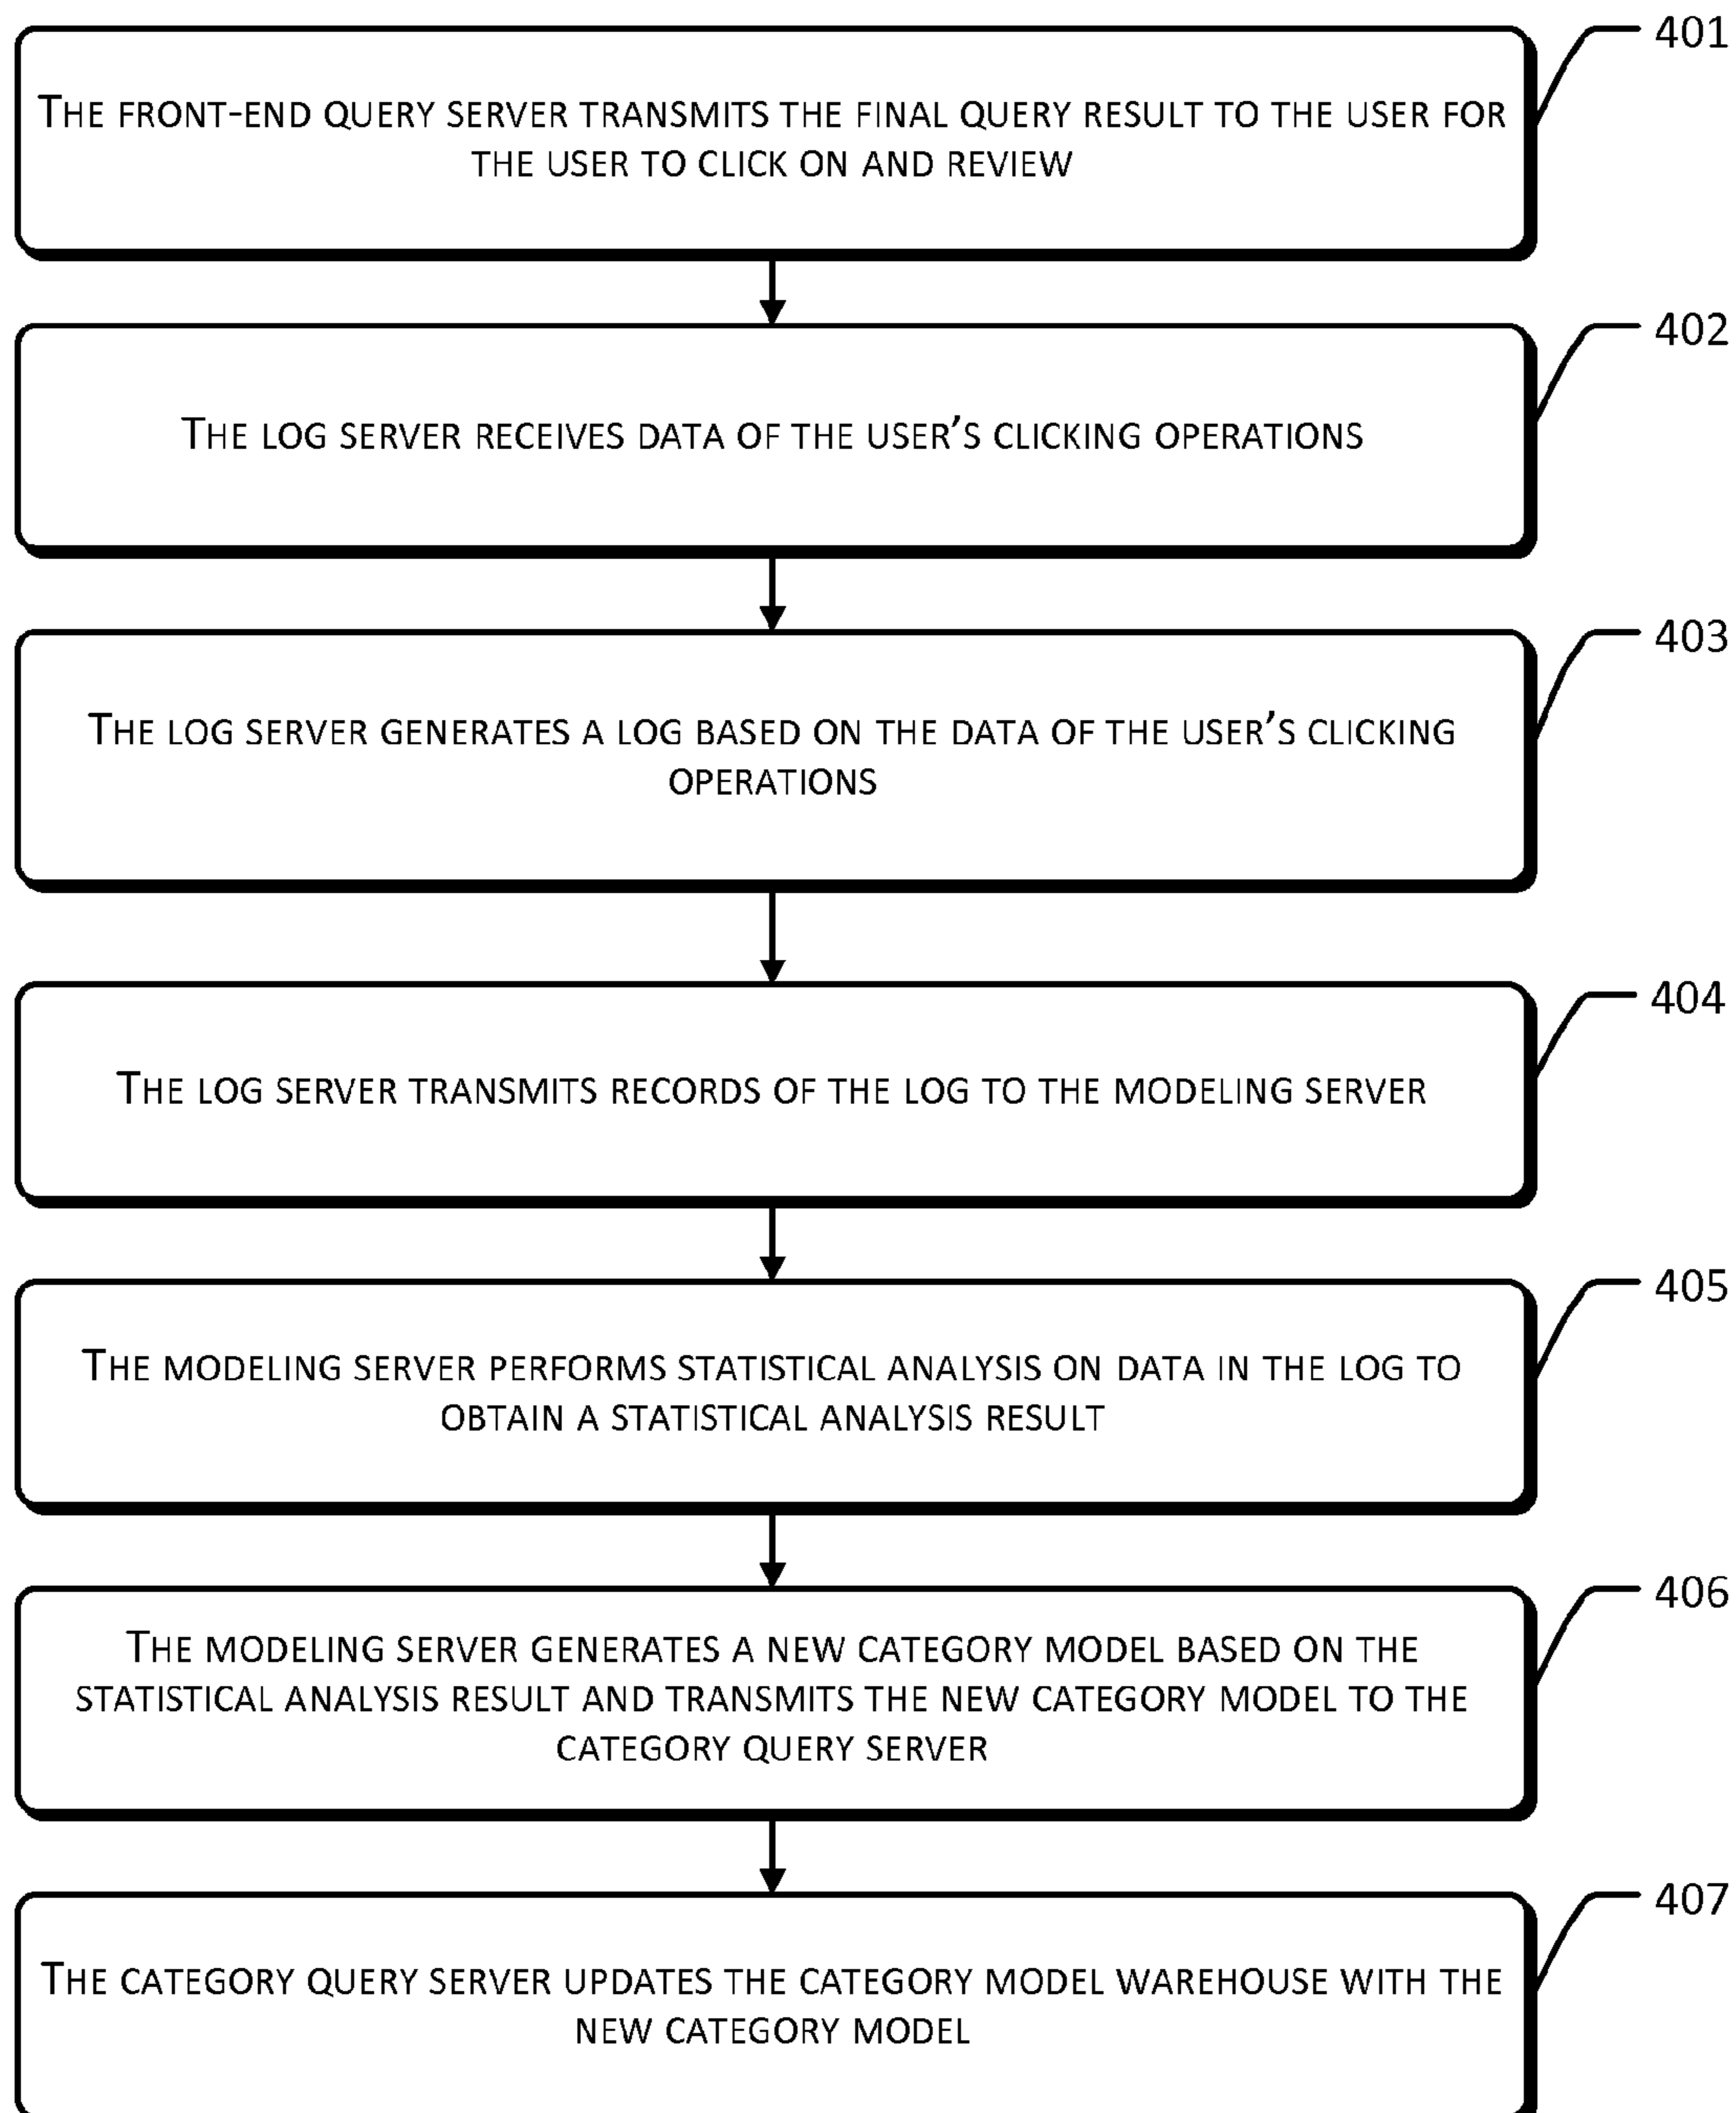 401
THE FRONT-END QUERY SERVER TRANSMITS THE FINAL QUERY RESULT TO THE USER FOR
THE USER TO CLICK ON AND REVIEW
402
THE LOG SERVER RECEIVES DATA OF THE USER'S CLICKING OPERATIONS
403
THE LOG SERVER GENERATES A LOG BASED ON THE DATA OF THE USER'S CLICKING
OPERATIONS
404
THE LOG SERVER TRANSMITS RECORDS OF THE LOG TO THE MODELING SERVER
405
THE MODELING SERVER PERFORMS STATISTICAL ANALYSIS ON DATA IN THE LOG TO
OBTAIN A STATISTICAL ANALYSIS RESULT
406
THE MODELING SERVER GENERATES A NEW CATEGORY MODEL BASED ON THE
STATISTICAL ANALYSIS RESULT AND TRANSMITS THE NEW CATEGORY MODEL TO THE
CATEGORY QUERY SERVER
407
THE CATEGORY QUERY SERVER UPDATES THE CATEGORY MODEL WAREHOUSE WITH THE
NEW CATEGORY MODEL